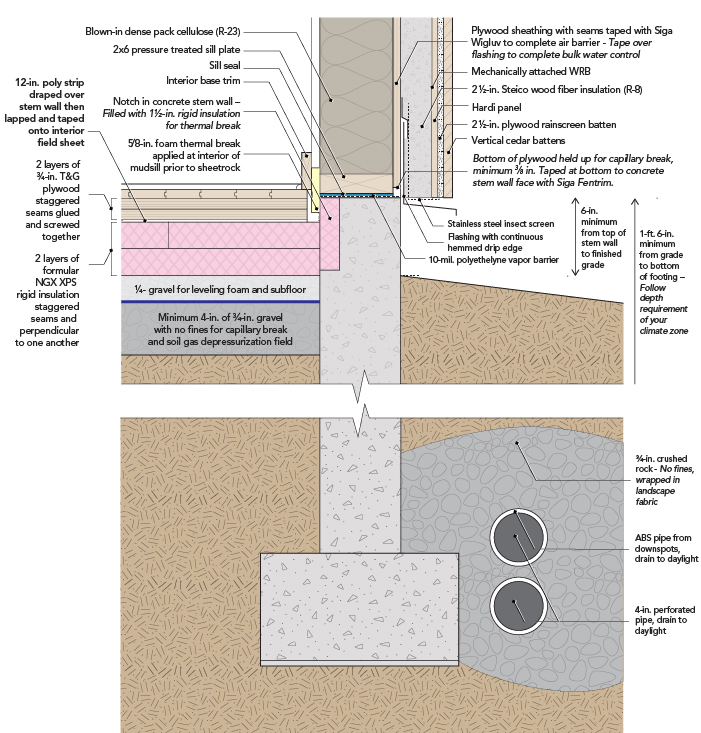 Blown-in dense pack cellulose (R-23)
2x6 pressure treated sill plate
Sill seal
Interior base trim
Notch in concrete stem wall –
Filled with 1½-in. rigid insulation
for thermal break
5/8-in. foam thermal break
applied at interior of
mudsill prior to sheetrock
12-in. poly strip
draped over
stem wall then
lapped and taped
onto interior
field sheet
2 layers of
¾-in. T&G
plywood
staggered
seams glued
and screwed
together
2 layers of
formular
NGX XPS
rigid insulation
staggered
seams and
perpendicular
to one another
Plywood sheathing with seams taped with Siga
Wigluv to complete air barrier - Tape over
flashing to complete bulk water control
Mechanically attached WRB
2½-in. Steico wood fiber insulation (R-8)
Hardi panel
2½-in. plywood rainscreen batten
Vertical cedar battens
Bottom of plywood held up for capillary break,
minimum ⅜ in. Taped at bottom to concrete
stem wall face with Siga Fentrim.
Stainless steel insect screen
Flashing with continuous
hemmed drip edge
10-mil. polyethelyne vapor barrier
6-in.
minimum
from top of
stem wall
to finished
grade
1-ft. 6-in.
minimum
from grade
to bottom
of footing –
Follow
depth
requirement
of your
climate zone
¼- gravel for leveling foam and subfloor
Minimum 4-in. of ¾-in. gravel
with no fines for capillary break
and soil gas depressurization field
¾-in. crushed
rock - No fines,
wrapped in
landscape
fabric
ABS pipe from
downspots,
drain to daylight
4-in. perforated
pipe, drain to
daylight